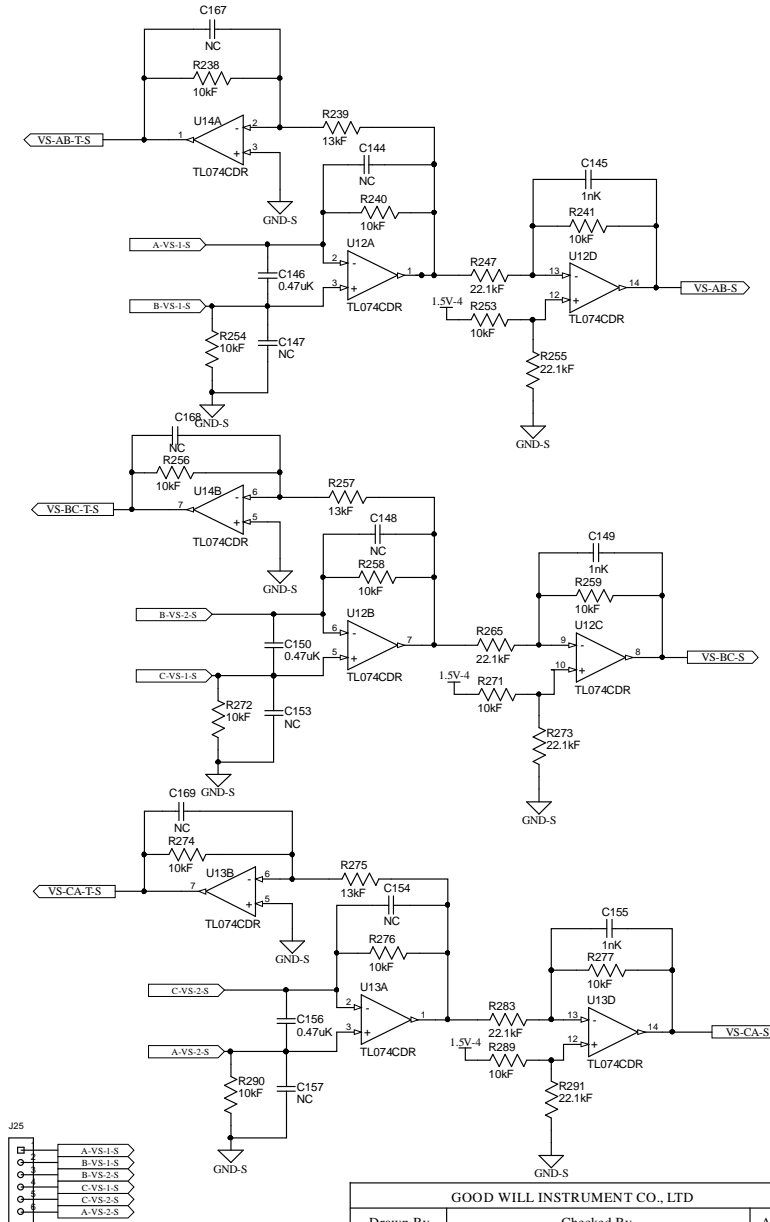 C167
NC
R238
10kF
U14A
VS-AB-T-S
1
-
2
+
3
TL074CDR
GND-S
R239
13kF
C144
NC
R240
10kF
A-VS-1-S
C146
0.47uK
U12A
2
-
3
+
1
TL074CDR
B-VS-1-S
R254
10kF
C147
NC
GND-S
C145
1nK
R241
10kF
R247
22.1kF
U12D
13
-
12
+
14
VS-AB-S
TL074CDR
1.5V-4
R253
10kF
R255
22.1kF
GND-S
C168
NC
R256
10kF
U14B
VS-BC-T-S
7
-
6
+
5
TL074CDR
GND-S
R257
13kF
C148
NC
R258
10kF
B-VS-2-S
C150
0.47uK
U12B
6
-
5
+
7
TL074CDR
C-VS-1-S
R272
10kF
C153
NC
GND-S
C149
1nK
R259
10kF
R265
22.1kF
U12C
9
-
10
+
8
VS-BC-S
TL074CDR
1.5V-4
R271
10kF
R273
22.1kF
GND-S
C169
NC
R274
10kF
U13B
VS-CA-T-S
7
-
6
+
5
TL074CDR
GND-S
R275
13kF
C154
NC
R276
10kF
C-VS-2-S
C156
0.47uK
U13A
2
-
3
+
1
TL074CDR
A-VS-2-S
R290
10kF
C157
NC
GND-S
C155
1nK
R277
10kF
R283
22.1kF
U13D
13
-
12
+
14
VS-CA-S
TL074CDR
1.5V-4
R289
10kF
R291
22.1kF
GND-S
J25
1 A-VS-1-S
2 B-VS-1-S
3 B-VS-2-S
4 C-VS-1-S
5 C-VS-2-S
6 A-VS-2-S
GOOD WILL INSTRUMENT CO., LTD
Drawn By Checked By A